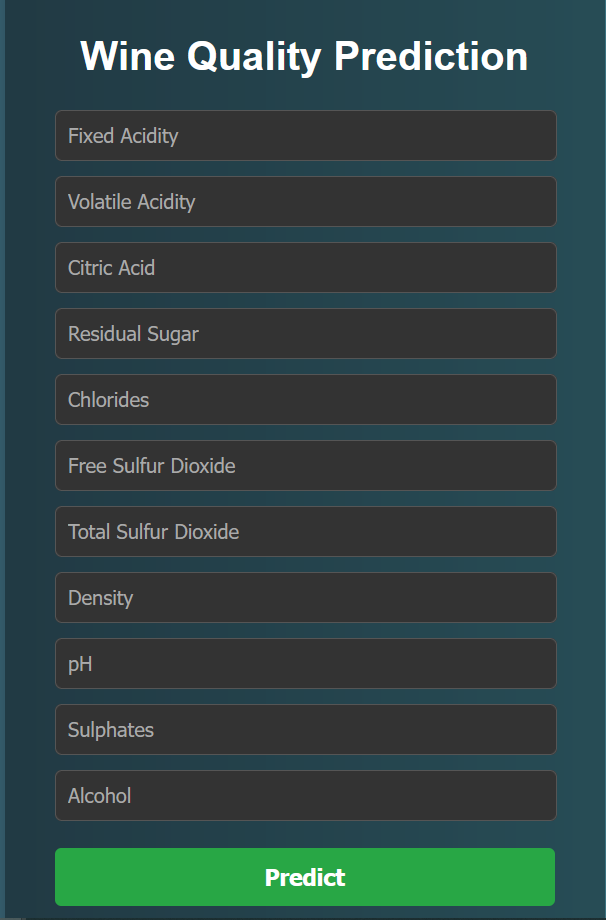 Wine Quality Prediction
Fixed Acidity
Volatile Acidity
Citric Acid
Residual Sugar
Chlorides
Free Sulfur Dioxide
Total Sulfur Dioxide
Density
pH
Sulphates
Alcohol
Predict